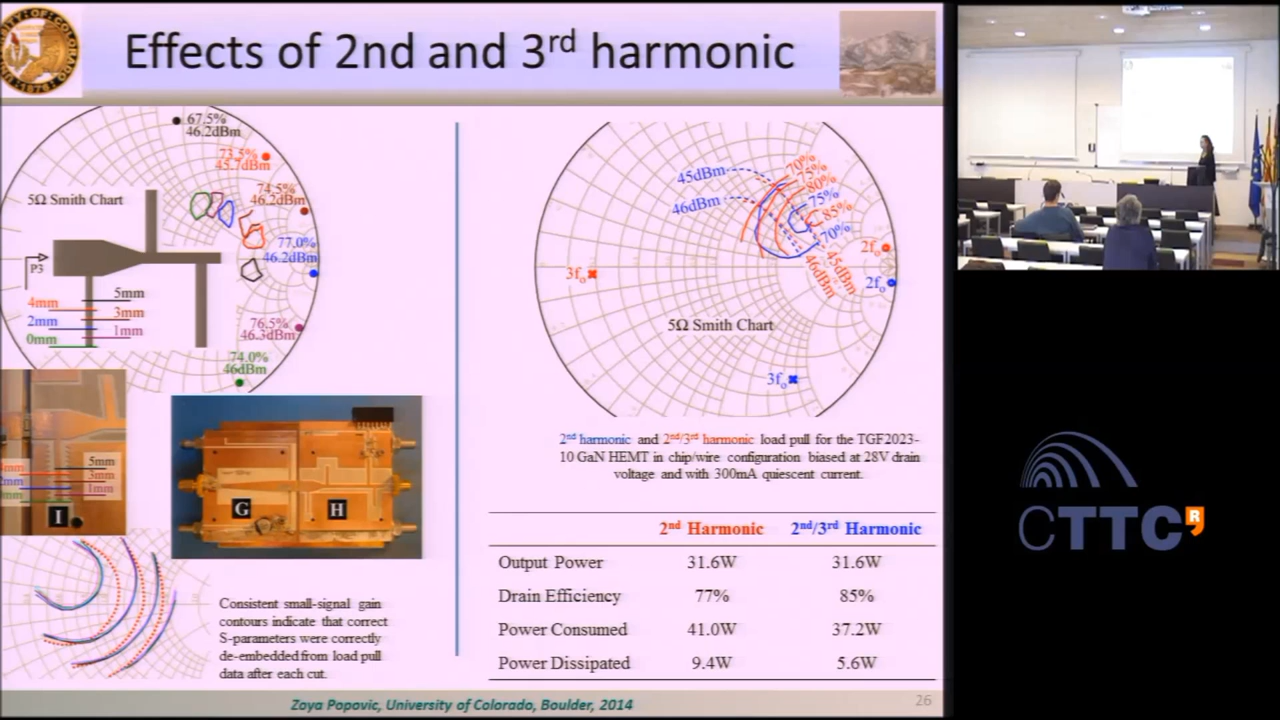 Effects of 2nd and 3rd harmonic
67.5%
46.2dBm
73.5%
45.7dBm
74.5%
46.2dBm
77.0%
46.2dBm
76.5%
46.3dBm
74.0%
46dBm
5Ω Smith Chart
P3
5mm
4mm
3mm
2mm
1mm
0mm
5mm
3mm
1mm
I
G
H
Consistent small-signal gain
contours indicate that correct
S-parameters were correctly
de-embedded from load pull
data after each cut.
45dBm
46dBm
70%
75%
80%
75%
85%
70%
45dBm
46dBm
2fo
2fo
3fo
5Ω Smith Chart
3fo
2nd harmonic and 2nd/3rd harmonic load pull for the TGF2023-
10 GaN HEMT in chip/wire configuration biased at 28V drain
voltage and with 300mA quiescent current.
2nd Harmonic 2nd/3rd Harmonic
Output Power 31.6W 31.6W
Drain Efficiency 77% 85%
Power Consumed 41.0W 37.2W
Power Dissipated 9.4W 5.6W
Zoya Popovic, University of Colorado, Boulder, 2014
26
CTTC